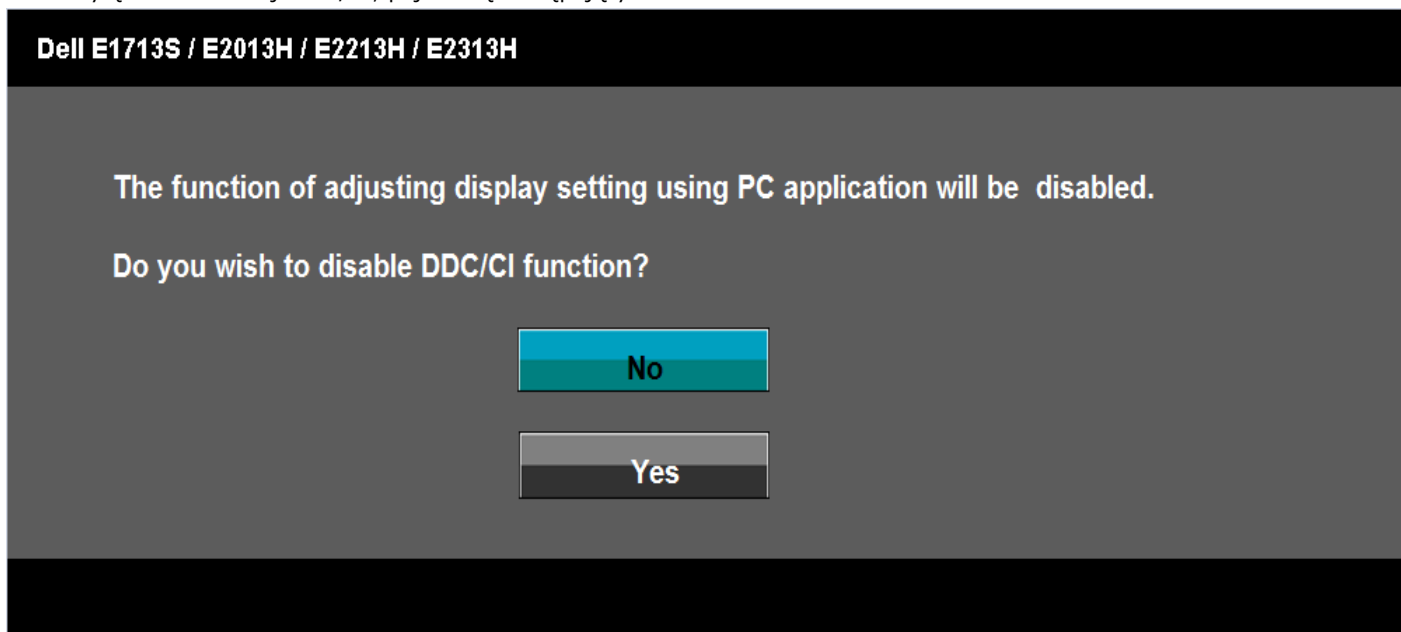 Dell E1713S / E2013H / E2213H / E2313H
The function of adjusting display setting using PC application will be  disabled.
Do you wish to disable DDC/CI function?
No
Yes